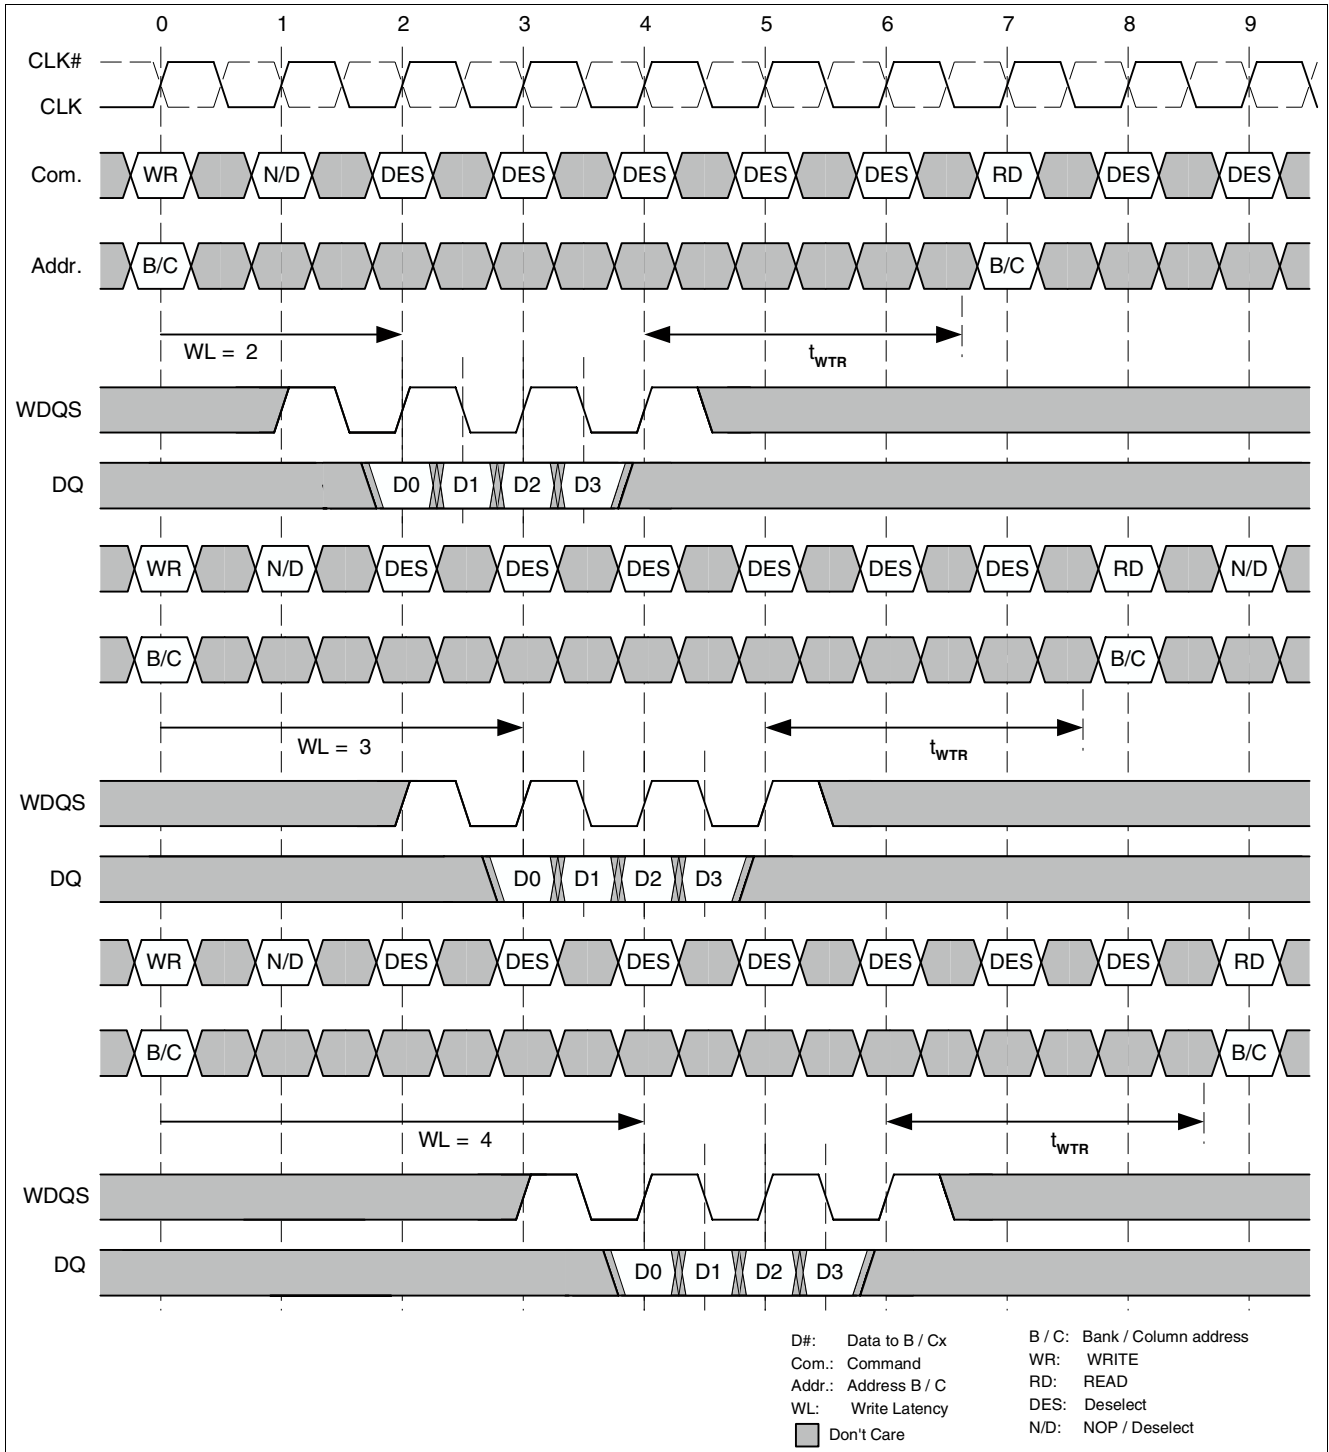 0 1 2 3 4 5 6 7 8 9
CLK#
CLK
Com. WR N/D DES DES DES DES DES RD DES DES
Addr. B/C B/C
WL = 2 tWTR
WDQS
DQ D0 D1 D2 D3
WR N/D DES DES DES DES DES DES RD N/D
B/C B/C
WL = 3 tWTR
WDQS
DQ D0 D1 D2 D3
WR N/D DES DES DES DES DES DES DES RD
B/C B/C
WL = 4 tWTR
WDQS
DQ D0 D1 D2 D3
D#: Data to B / Cx
Com.: Command
Addr.: Address B / C
WL: Write Latency
Don't Care
B / C: Bank / Column address
WR: WRITE
RD: READ
DES: Deselect
N/D: NOP / Deselect